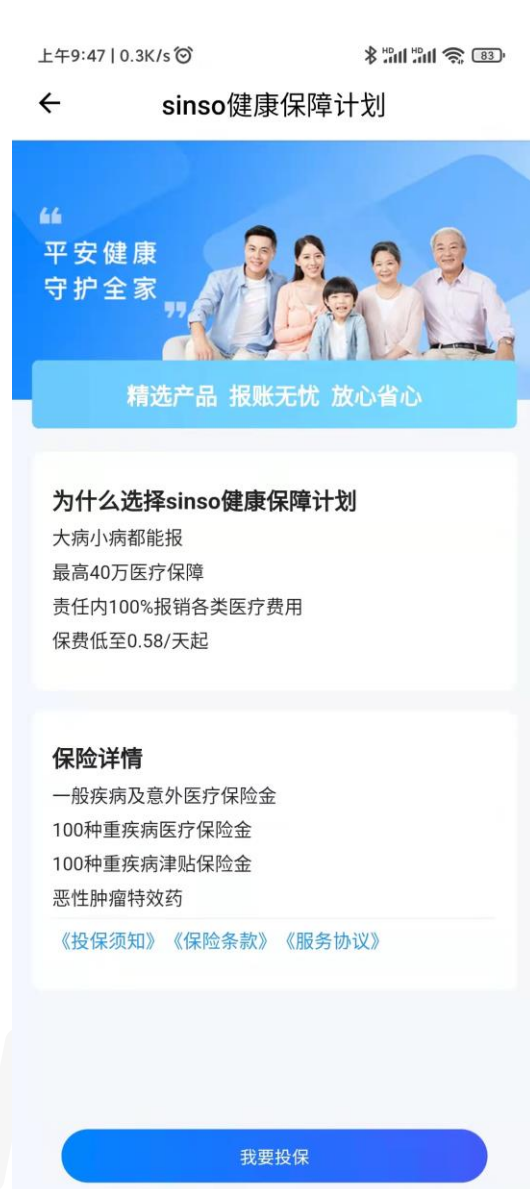 上午9:47 | 0.3K/s
HD HD 83
sinso健康保障计划
平安健康
守护全家
精选产品 报账无忧 放心省心
为什么选择sinso健康保障计划
大病小病都能报
最高40万医疗保障
责任内100%报销各类医疗费用
保费低至0.58/天起
保险详情
一般疾病及意外医疗保险金
100种重疾病医疗保险金
100种重疾病津贴保险金
恶性肿瘤特效药
《投保须知》《保险条款》《服务协议》
我要投保